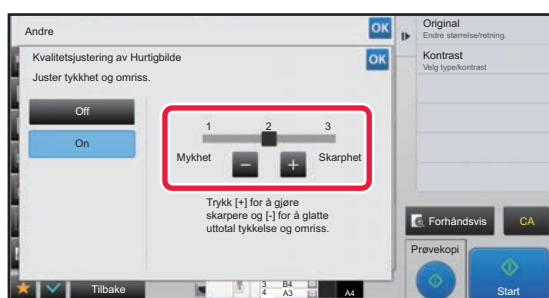 Andre
OK
Kvalitetsjustering av Hurtigbilde
OK
Juster tykkhet og omriss.
Off
On
1 2 3
Mykhet
Skarphet
Trykk [+] for å gjøre
skarpere og [-] for å glatte
uttotal tykkelse og omriss.
Tilbake
3 B4
4 A3
A4
Original
Endre størrelse/retning.
Kontrast
Velg type/kontrast
Forhåndsvis
CA
Prøvekopi
Start